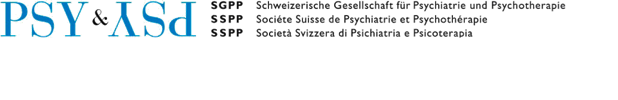 PSY & PSY
SGPP Schweizerische Gesellschaft für Psychiatrie und Psychotherapie
SSPP Sociéte Suisse de Psychiatrie et Psychothérapie
SSPP Società Svizzera di Psichiatria e Psicoterapia